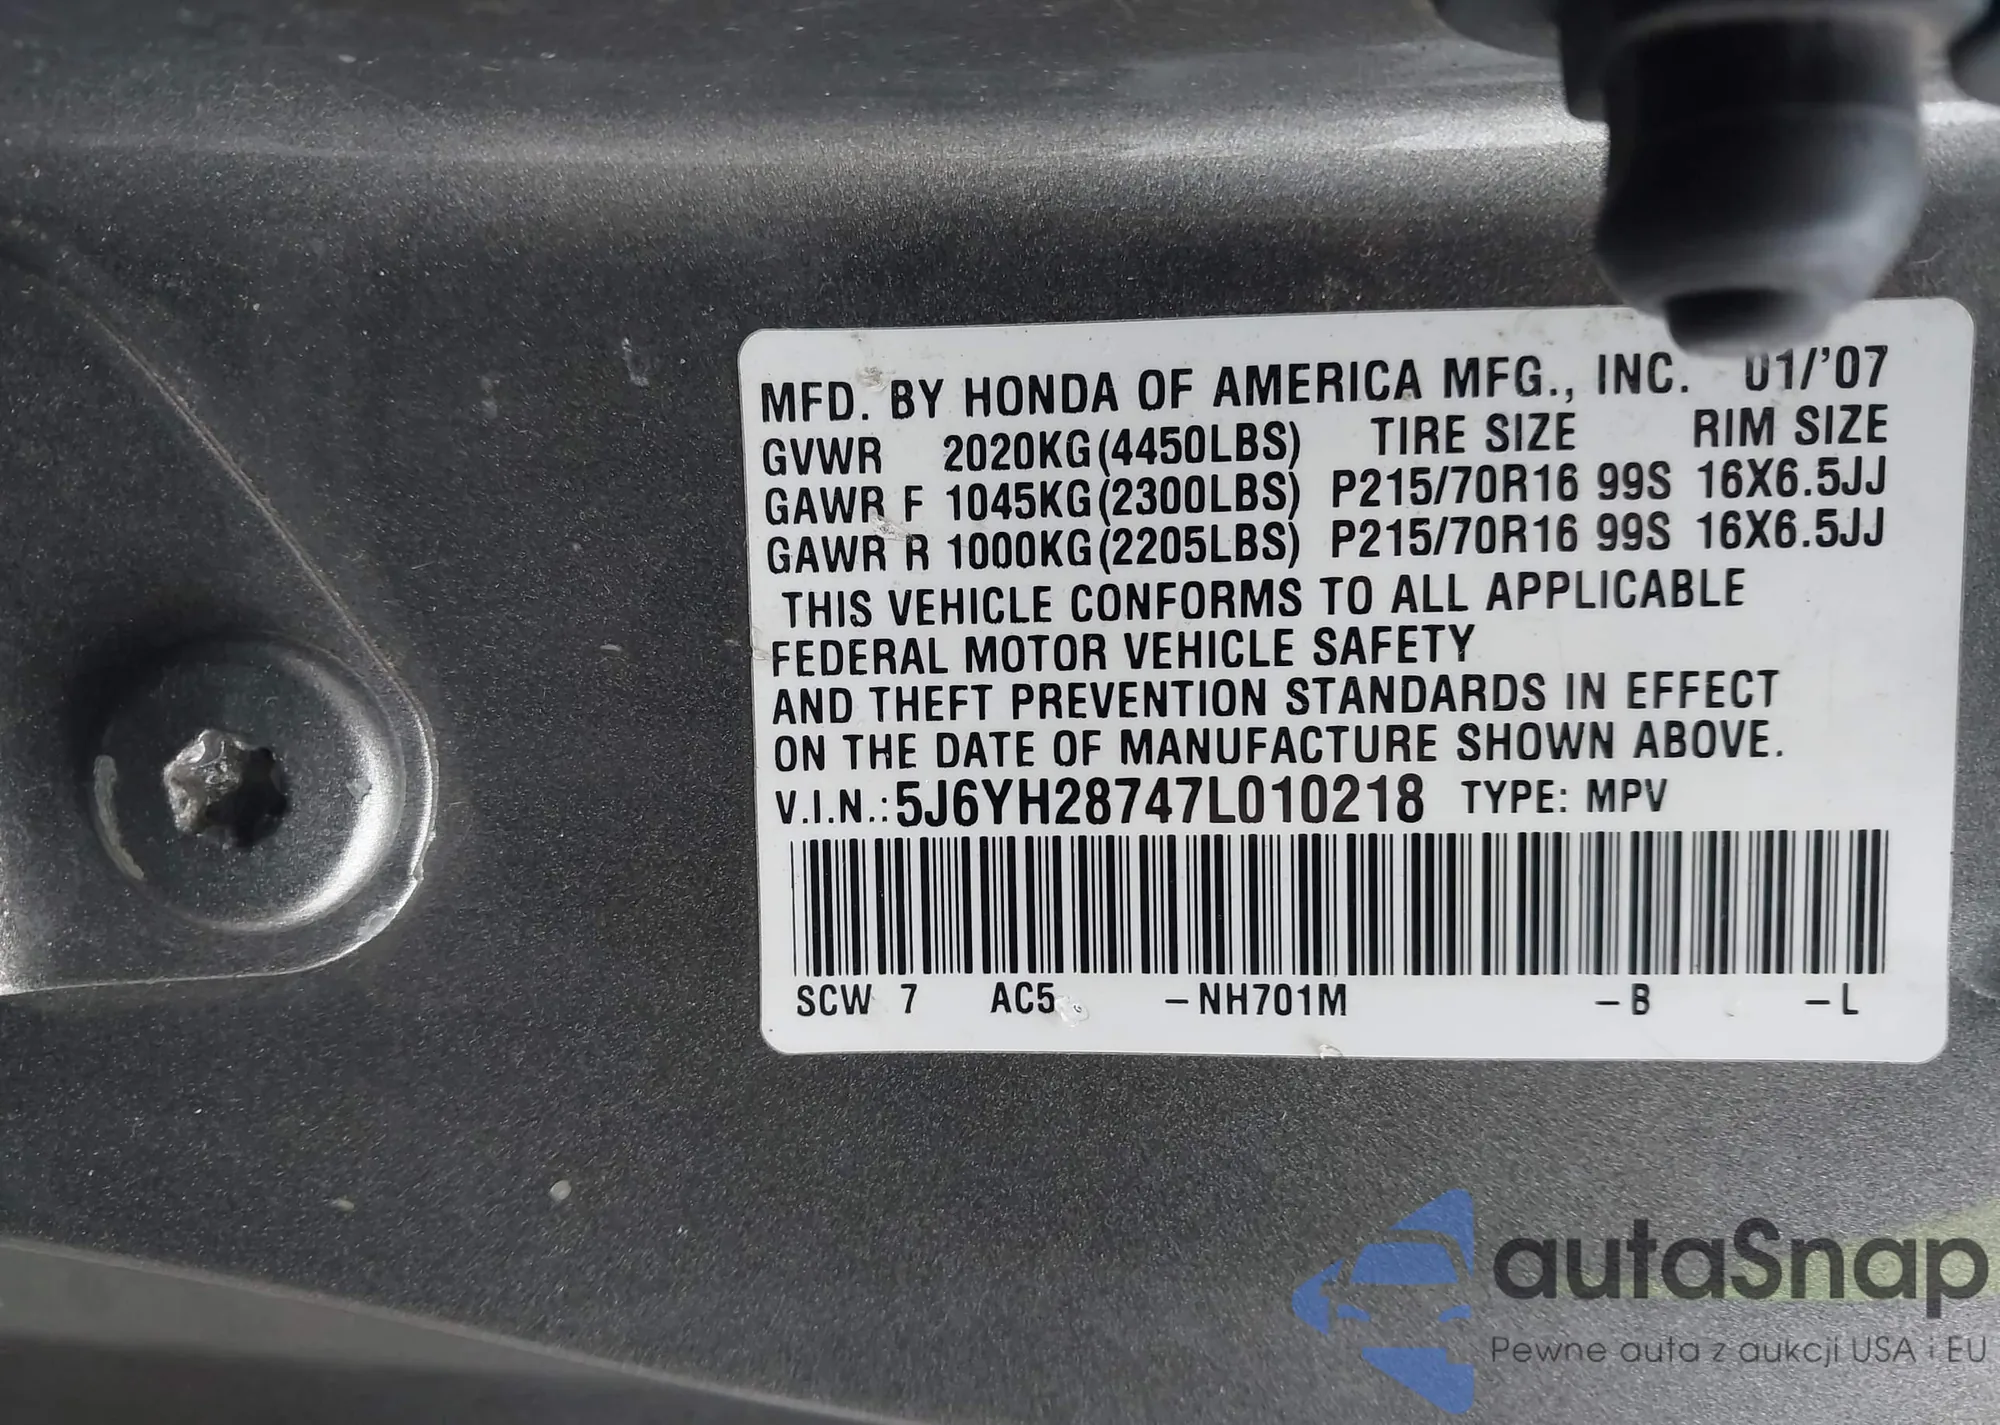 MFD. BY HONDA OF AMERICA MFG., INC. 01/'07
GVWR 2020KG(4450LBS) TIRE SIZE RIM SIZE
GAWR F 1045KG(2300LBS) P215/70R16 99S 16X6.5JJ
GAWR R 1000KG(2205LBS) P215/70R16 99S 16X6.5JJ
THIS VEHICLE CONFORMS TO ALL APPLICABLE
FEDERAL MOTOR VEHICLE SAFETY
AND THEFT PREVENTION STANDARDS IN EFFECT
ON THE DATE OF MANUFACTURE SHOWN ABOVE.
V.I.N.: 5J6YH28747L010218 TYPE: MPV
SCW 7 AC5 -NH701M -B -L
autaSnap
Pewne auta z aukcji USA i EU